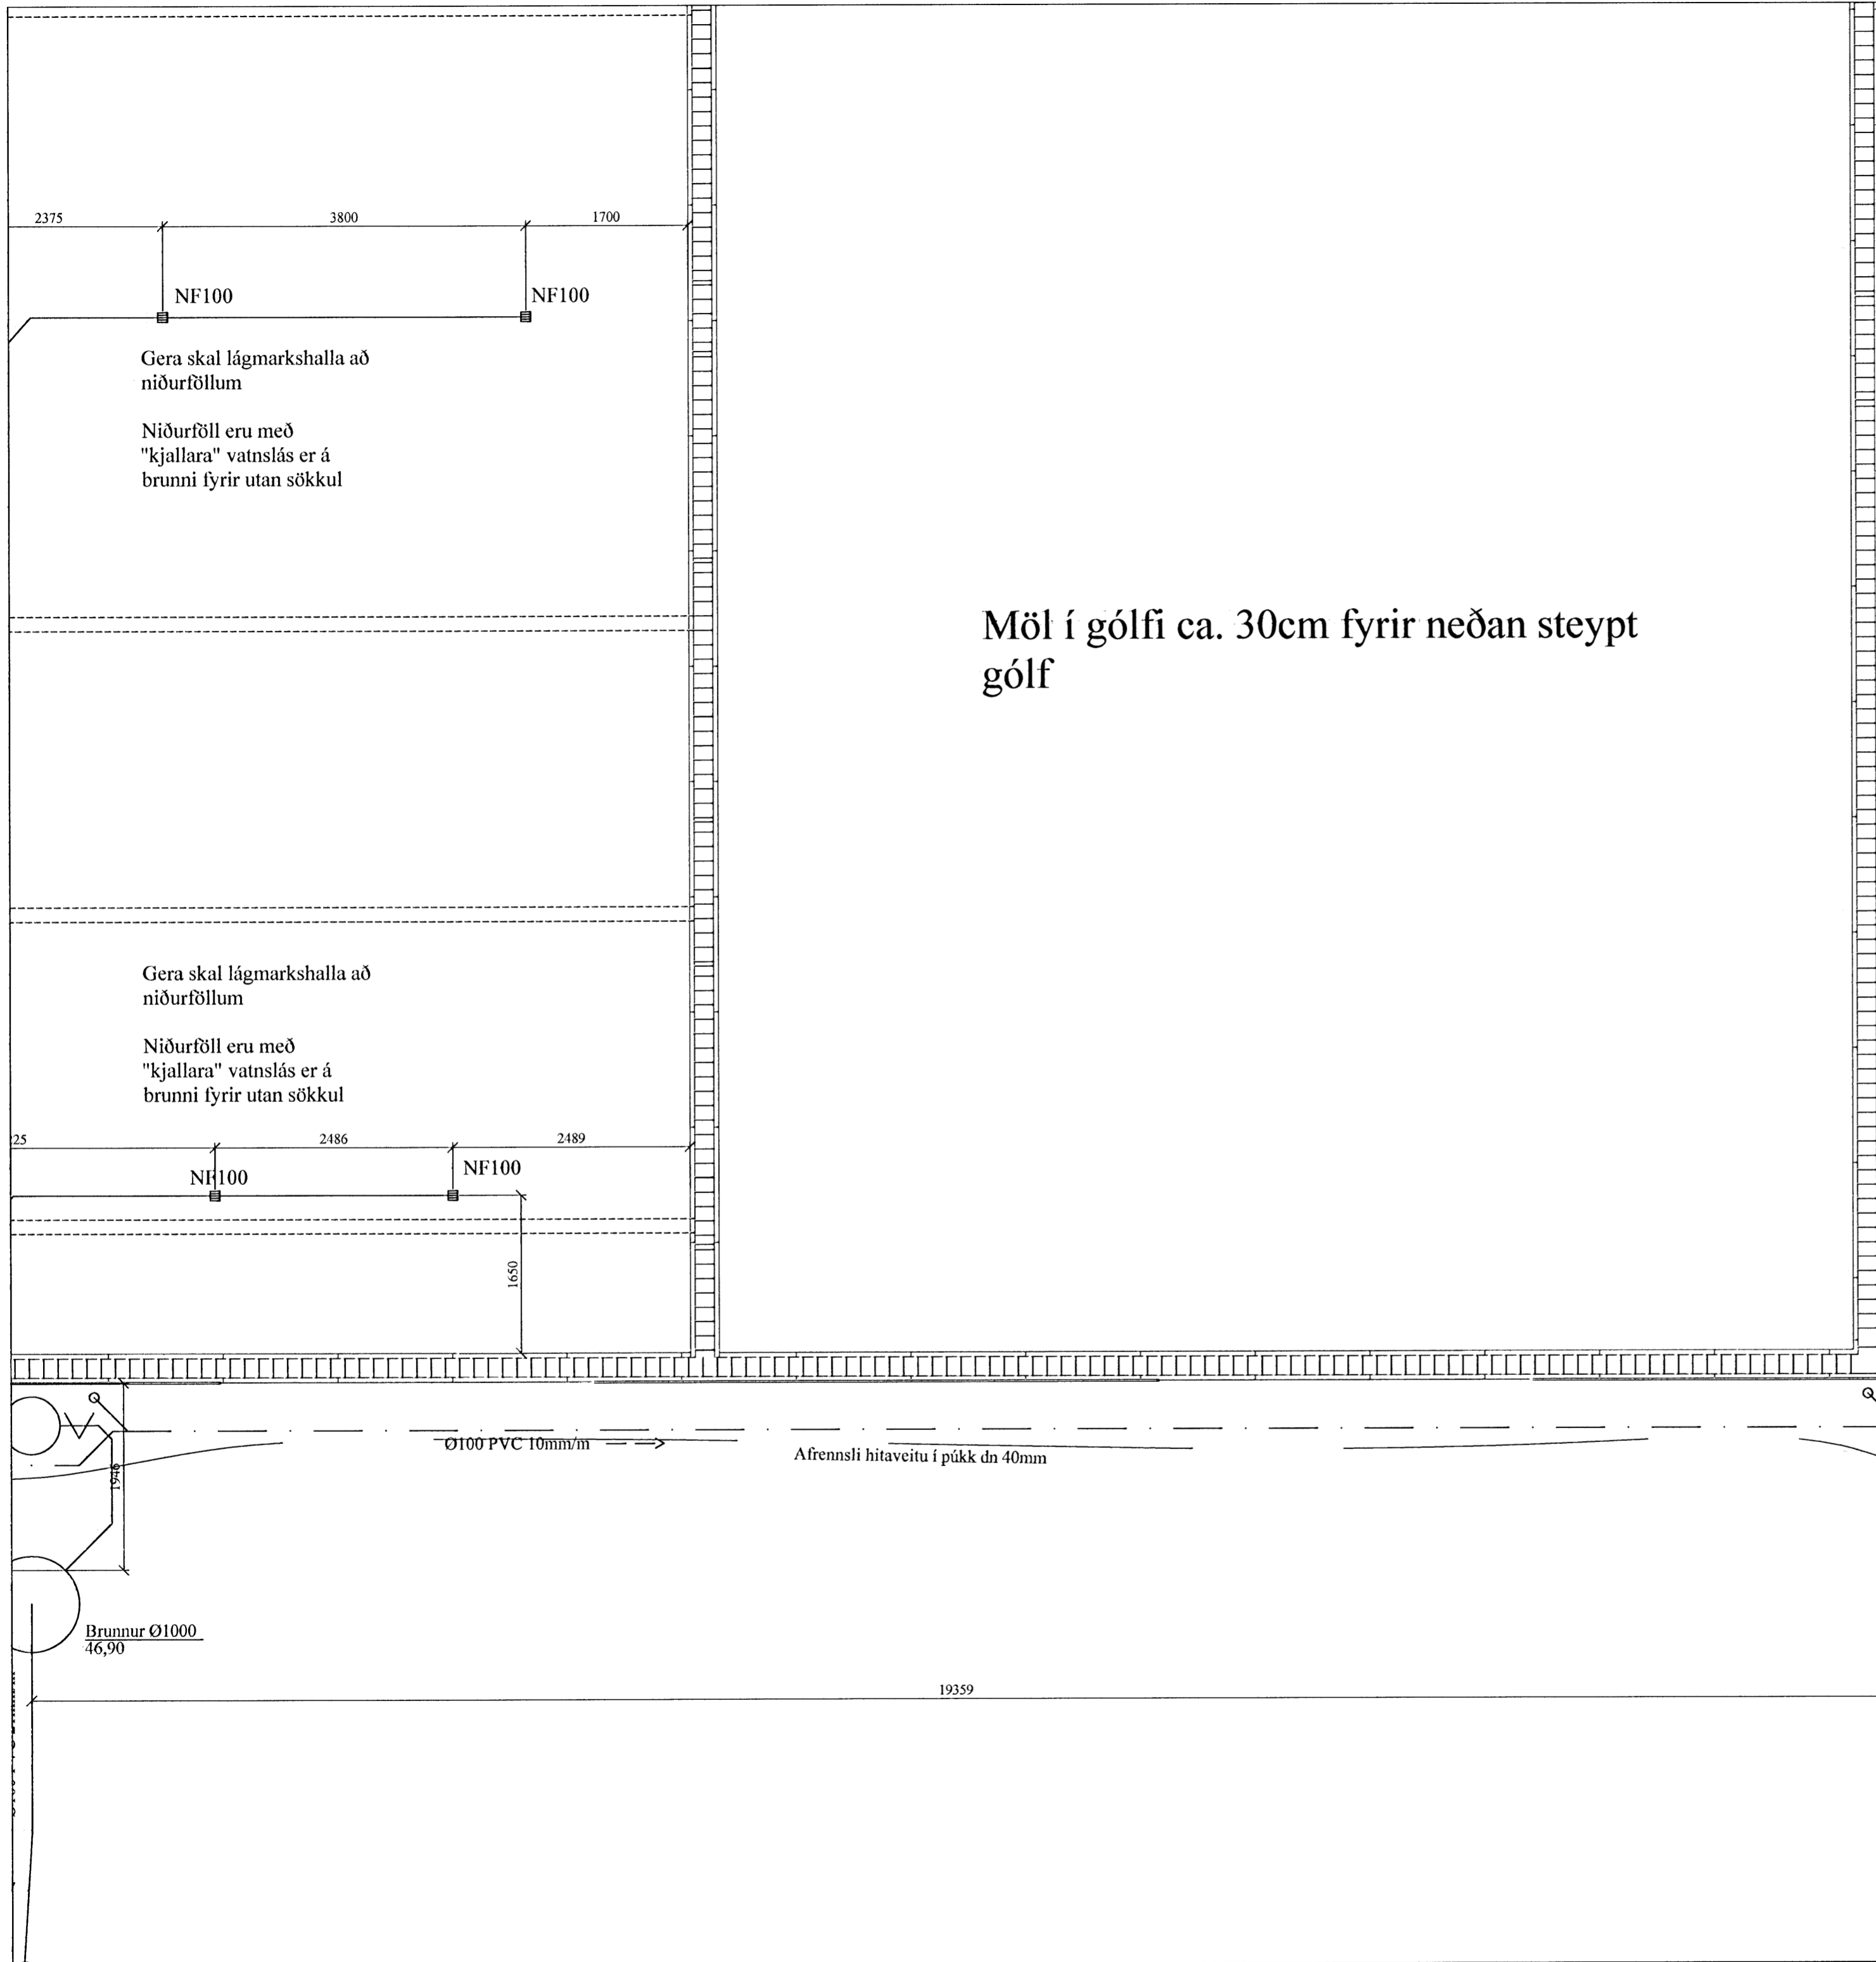 2375
3800
1700
NF100
NF100
Gera skal lágmarkshalla að
niðurföllum
Niðurföll eru með
"kjallara" vatnslás er á
brunni fyrir utan sökkul
Möl í gólfi ca. 30cm fyrir neðan steypt
gólf
Gera skal lágmarkshalla að
niðurföllum
Niðurföll eru með
"kjallara" vatnslás er á
brunni fyrir utan sökkul
25
2486
2489
NF100
NF100
1650
Ø100 PVC 10mm/m
Afrennsli hitaveitu í púkk dn 40mm
1946
Brunnur Ø1000
46,90
19359